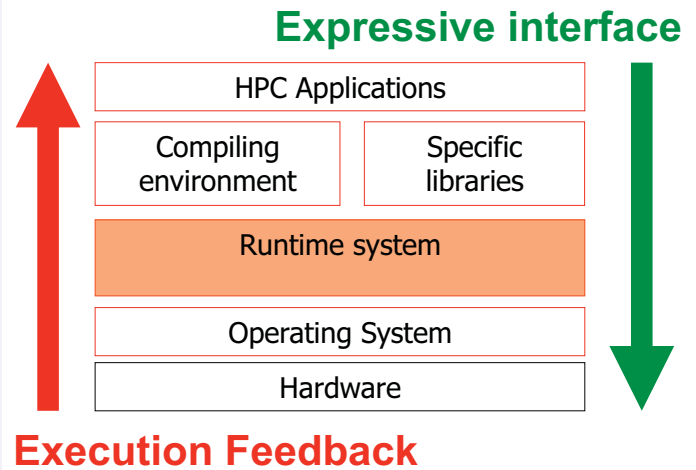 Expressive interface
HPC Applications
Compiling
environment
Specific
libraries
Runtime system
Operating System
Hardware
Execution Feedback